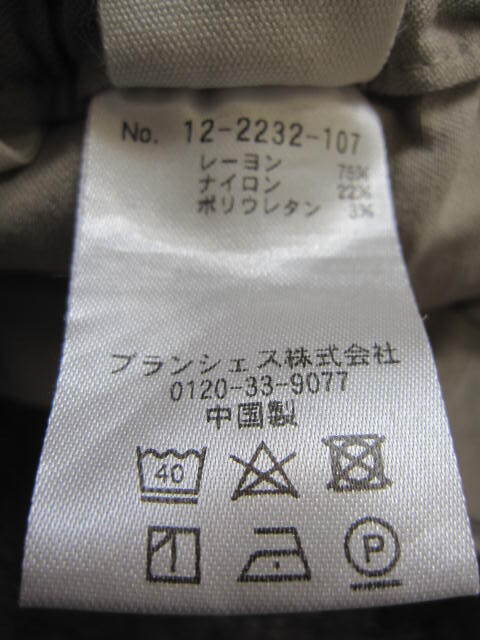 No. 12-2232-107
レーヨン 75%
ナイロン 22%
ポリウレタン 3%
ブランシェス株式会社
0120-33-9077
中国製
40
P